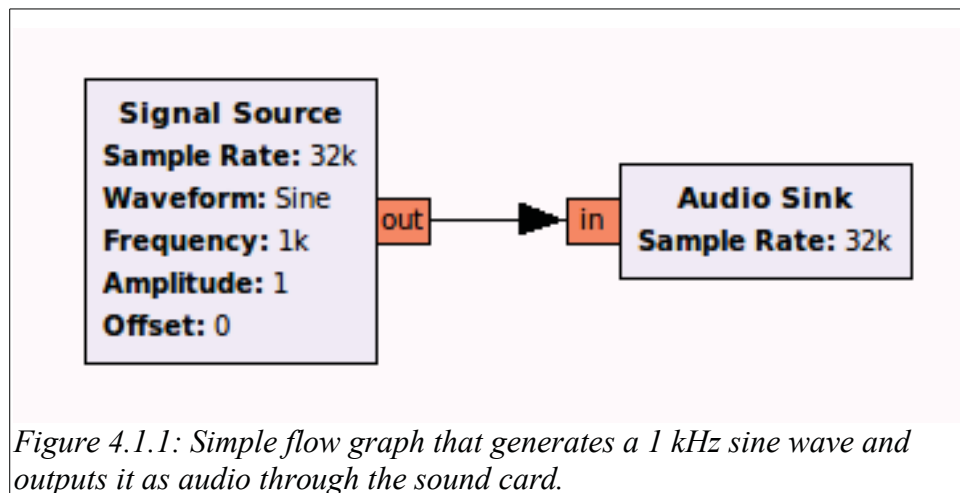 Signal Source
Sample Rate: 32k
Waveform: Sine
Frequency: 1k
Amplitude: 1
Offset: 0
out
in
Audio Sink
Sample Rate: 32k
Figure 4.1.1: Simple flow graph that generates a 1 kHz sine wave and
outputs it as audio through the sound card.